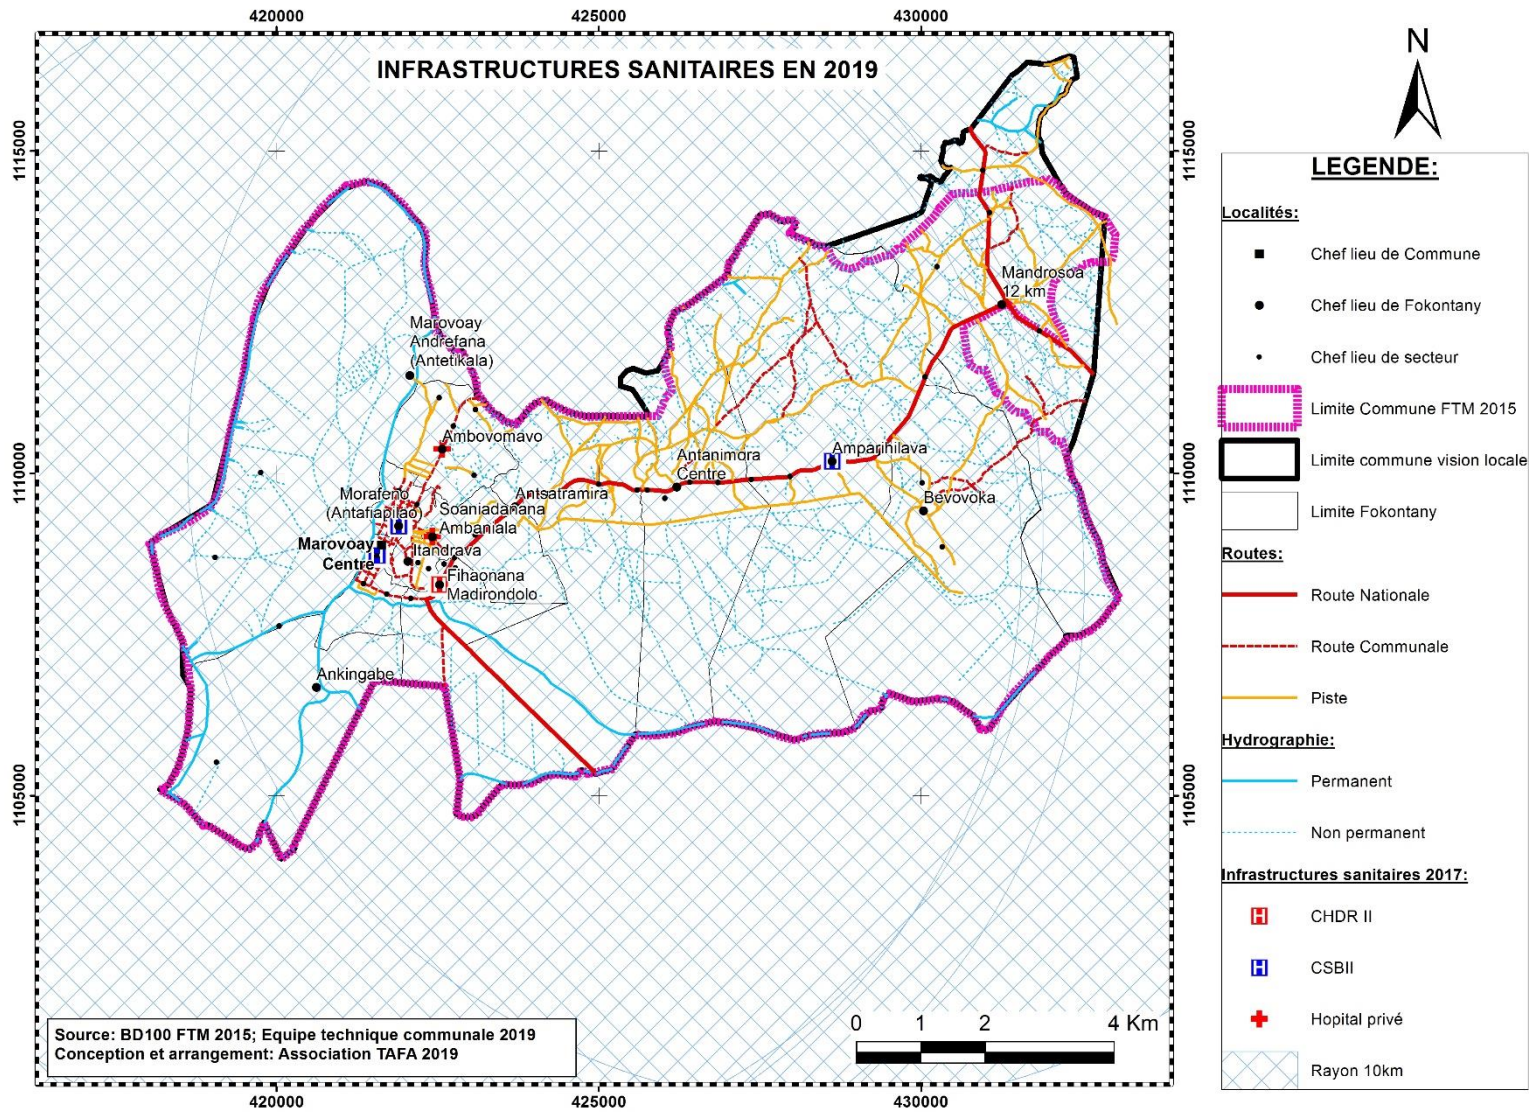 420000
425000
430000
INFRASTRUCTURES SANITAIRES EN 2019
N
1115000
1115000
LEGENDE:
Localités:
Chef lieu de Commune
Chef lieu de Fokontany
Chef lieu de secteur
Limite Commune FTM 2015
Limite commune vision locale
Limite Fokontany
Routes:
Route Nationale
Route Communale
Piste
Hydrographie:
Permanent
Non permanent
Infrastructures sanitaires 2017:
H CHDR II
H CSBII
Hopital privé
Rayon 10km
Mandrosoa
12 km
Marovoay
Andrefana
(Antetikala)
Ambovomavo
1110000
1110000
Antanimora
Centre
Amparihilava
H
Bevovoka
Morafeno
(Antafiapilao)
Antsatramira
Soaniadanana
Ambaniala
Marovoay
Centre
Itandrava
Fihaonana
Madirondolo
Ankingabe
1105000
1105000
Source: BD100 FTM 2015; Equipe technique communale 2019
Conception et arrangement: Association TAFA 2019
0 1 2 4 Km
420000
425000
430000